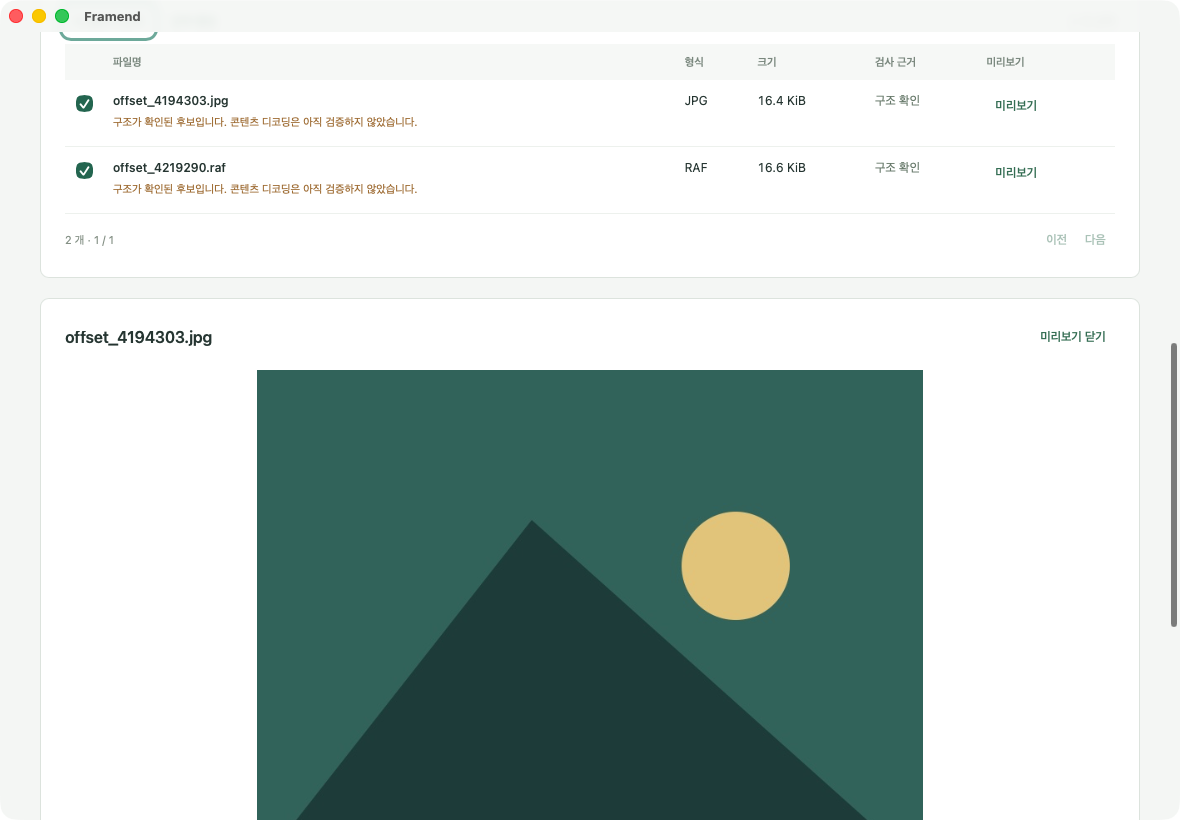 Framend
파일명 형식 크기 검사 근거 미리보기
offset_4194303.jpg JPG 16.4 KiB 구조 확인 미리보기
구조가 확인된 후보입니다. 콘텐츠 디코딩은 아직 검증하지 않았습니다.
offset_4219290.raf RAF 16.6 KiB 구조 확인 미리보기
구조가 확인된 후보입니다. 콘텐츠 디코딩은 아직 검증하지 않았습니다.
2 개 · 1 / 1 이전 다음
offset_4194303.jpg 미리보기 닫기